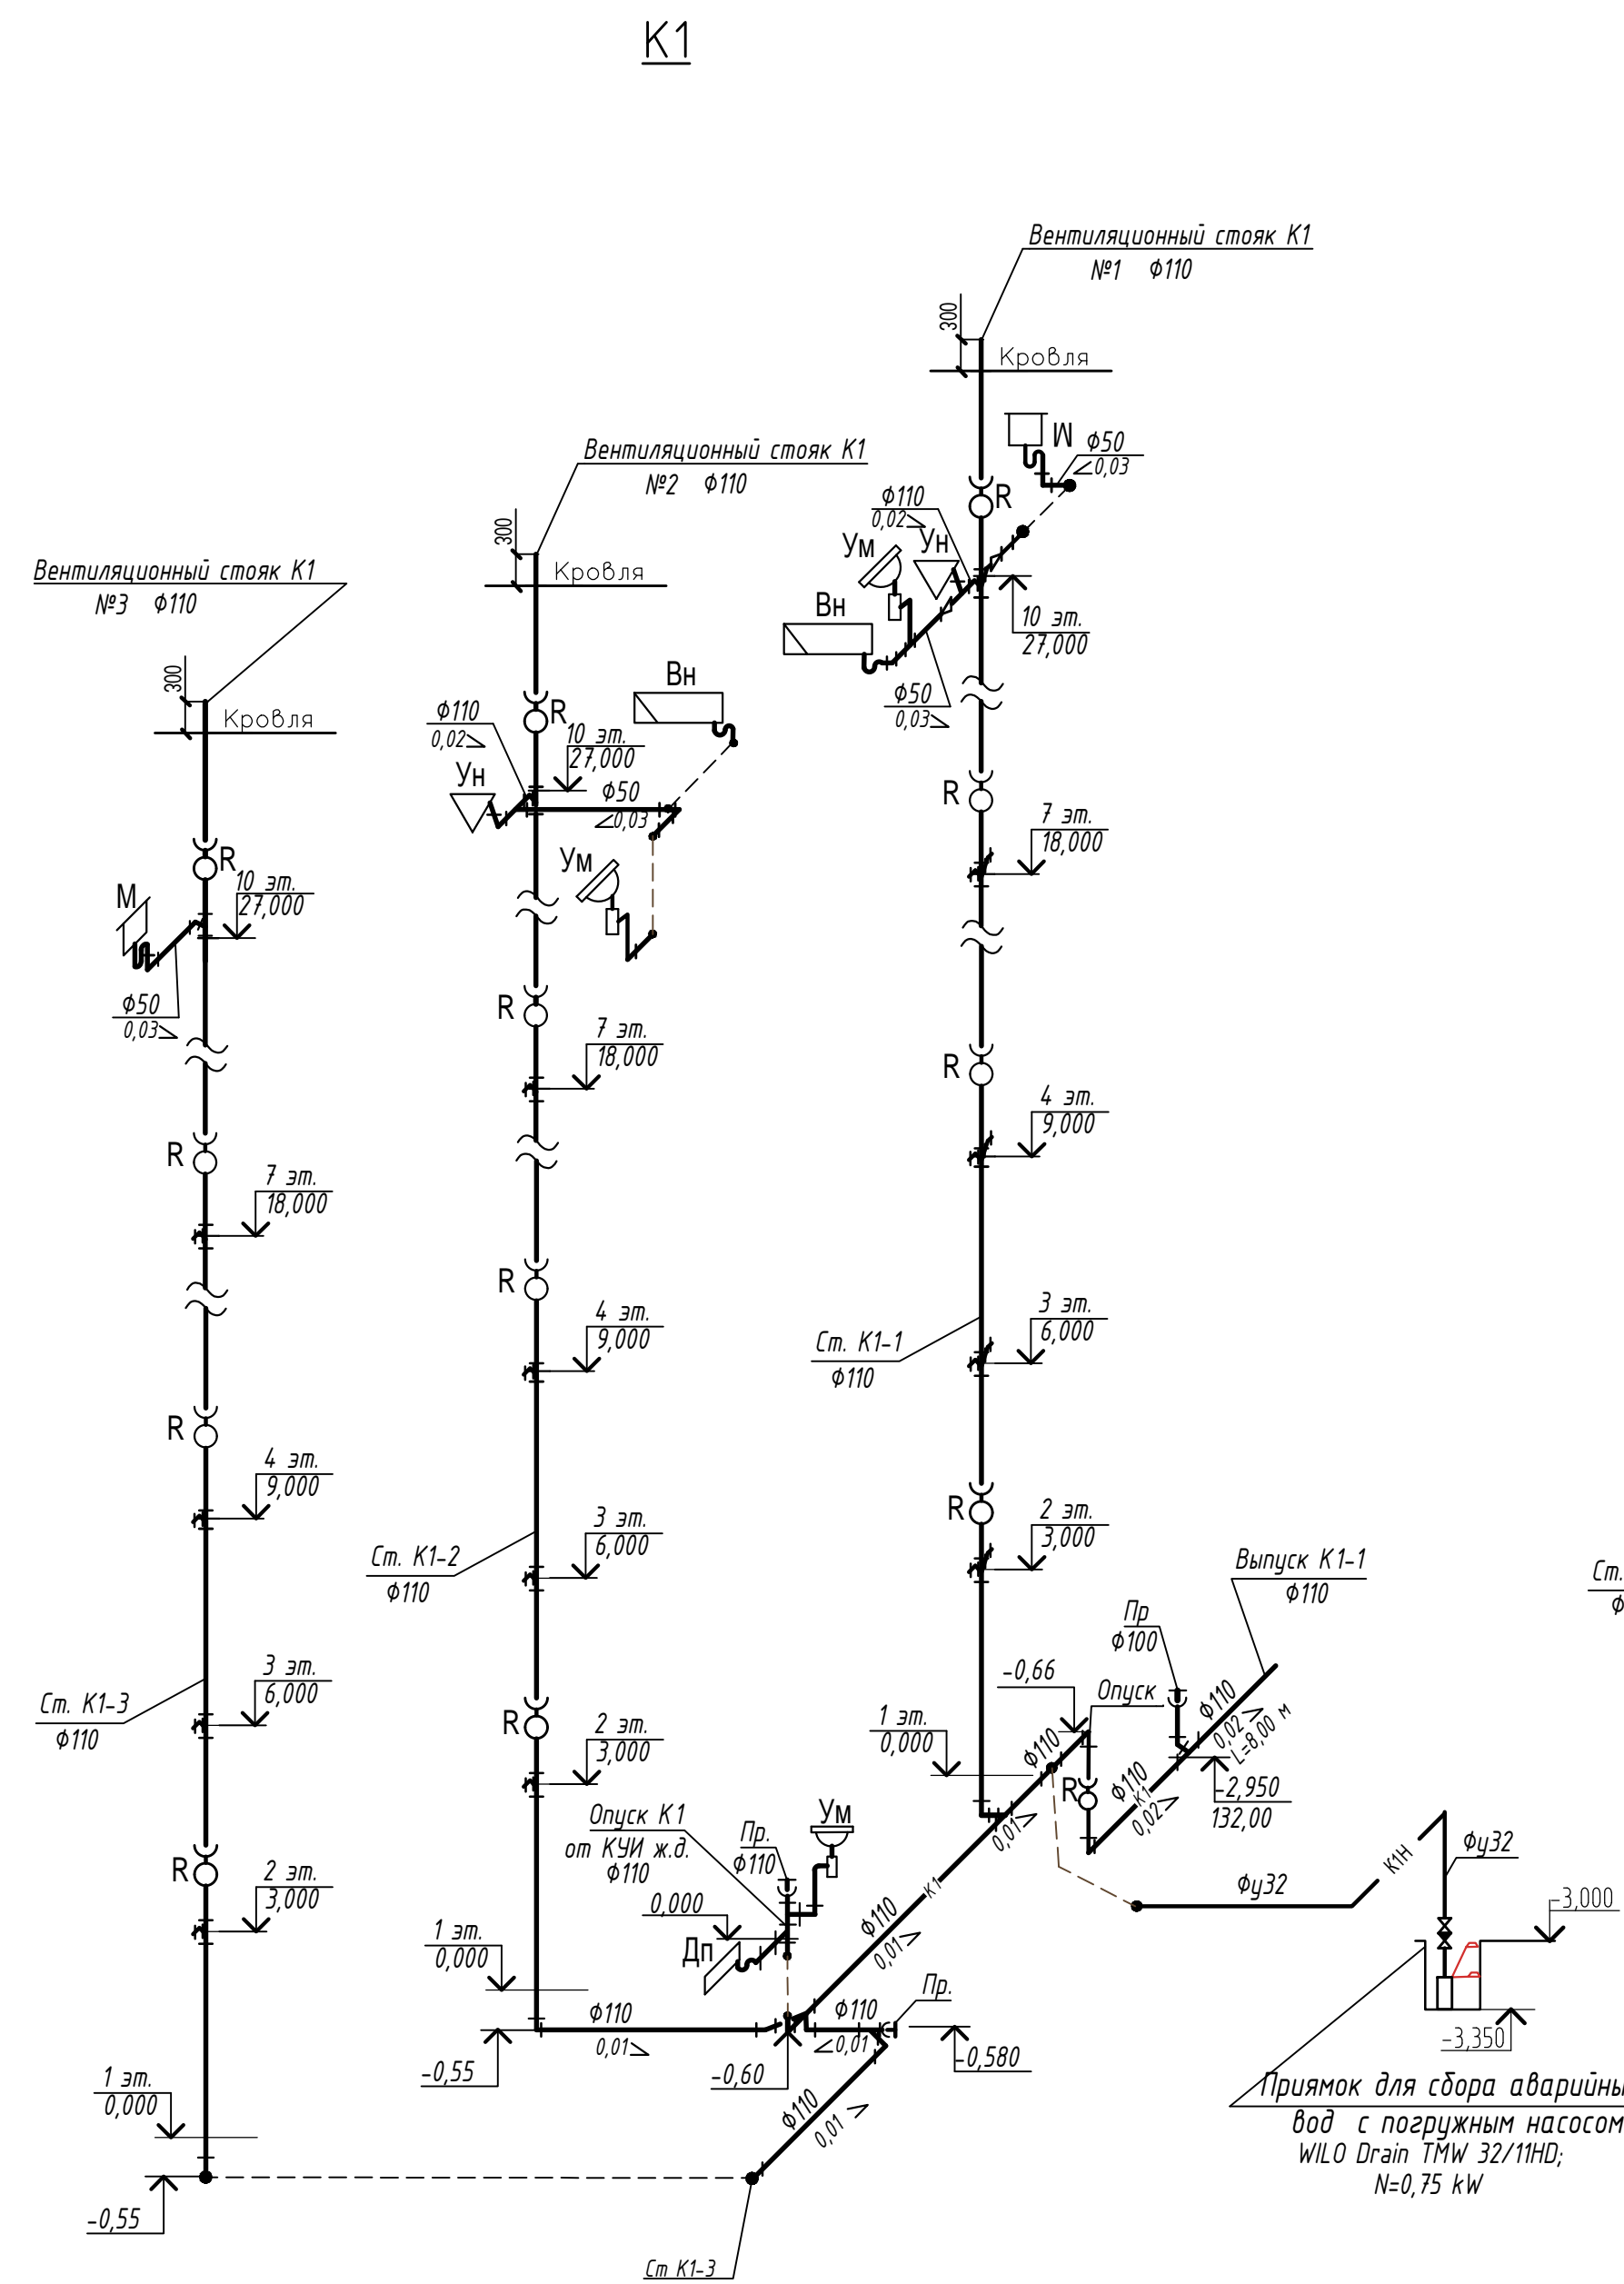 К1
Вентиляционный стояк К1
№1 Ф110
300
Кровля
М
Ф50
0,03
R
Ф110
0,02
Ум
Ун
Вн
10 эт.
27,000
Ф50
0,03
R
7 эт.
18,000
R
4 эт.
9,000
3 эт.
6,000
Ст. К1-1
Ф110
R
2 эт.
3,000
Вентиляционный стояк К1
№2 Ф110
300
Кровля
Вн
R
Ф110
0,02
10 эт.
27,000
Ун
Ф50
0,03
Ум
R
7 эт.
18,000
R
4 эт.
9,000
3 эт.
6,000
Ст. К1-2
Ф110
R
2 эт.
3,000
Вентиляционный стояк К1
№3 Ф110
300
Кровля
R
10 эт.
27,000
М
Ф50
0,03
R
7 эт.
18,000
R
4 эт.
9,000
3 эт.
6,000
Ст. К1-3
Ф110
R
2 эт.
3,000
1 эт.
0,000
-0,55
1 эт.
0,000
-0,55
Ф110
0,01
Опуск К1
от КУИ ж.д.
Ф110
Пр.
Ф110
Ум
0,000
Дп
-0,60
Ф110
0,01
Пр.
-0,580
Ф110
0,01
Ст К1-3
Ф110
К1
0,01
1 эт.
0,000
0,01
Ф110
-0,66
Опуск
R
Пр
Ф100
Выпуск К1-1
Ф110
Ф110
0,02
L=8,00 м
Ф110
К1
0,02
-2,950
132,00
Фу32
К1Н
Фу32
-3,000
-3,350
Приямок для сбора аварийны
вод с погружным насосом
WILO Drain TMW 32/11HD;
N=0,75 kW
Ст.
Ф